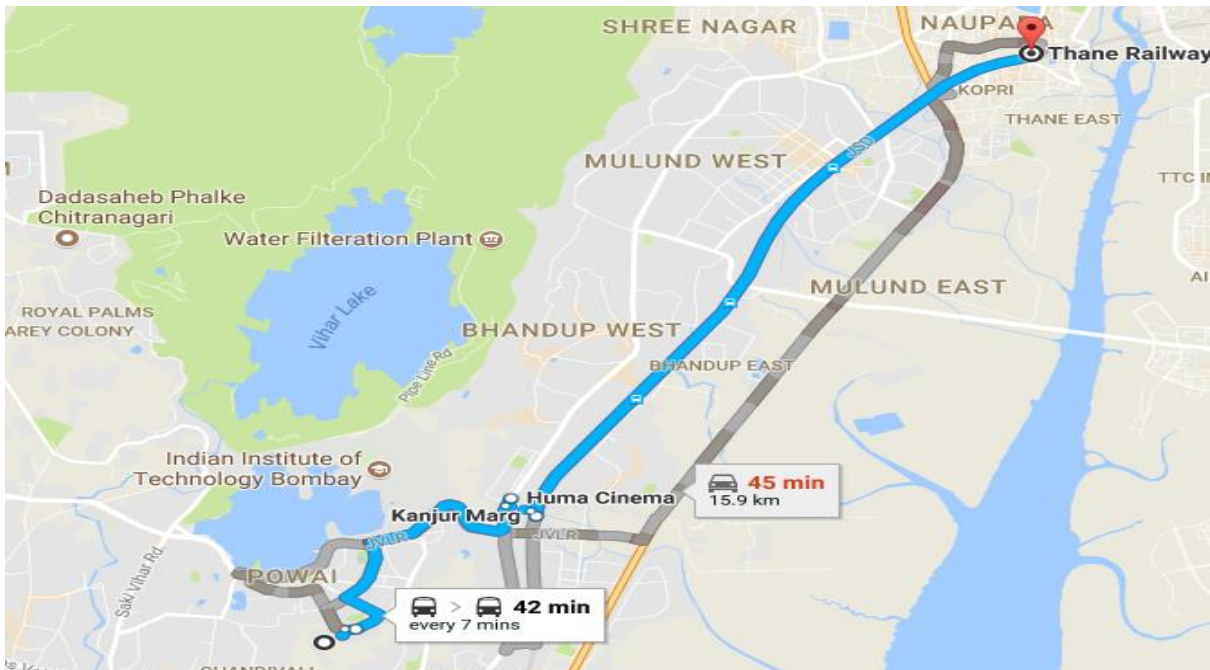 SHREE NAGAR
NAUPADA
Thane Railway
KOPRI
THANE EAST
MULUND WEST
JSD
TTC IN
Dadasaheb Phalke
Chitranagari
Water Filteration Plant
ROYAL PALMS
AREY COLONY
Vihar Lake
MULUND EAST
BHANDUP WEST
BHANDUP EAST
Pipe Line Rd
Indian Institute of
Technology Bombay
45 min
15.9 km
Huma Cinema
Kanjur Marg
JVLR
JVLR
Saki Vihar Rd
POWAI
> 42 min
every 7 mins